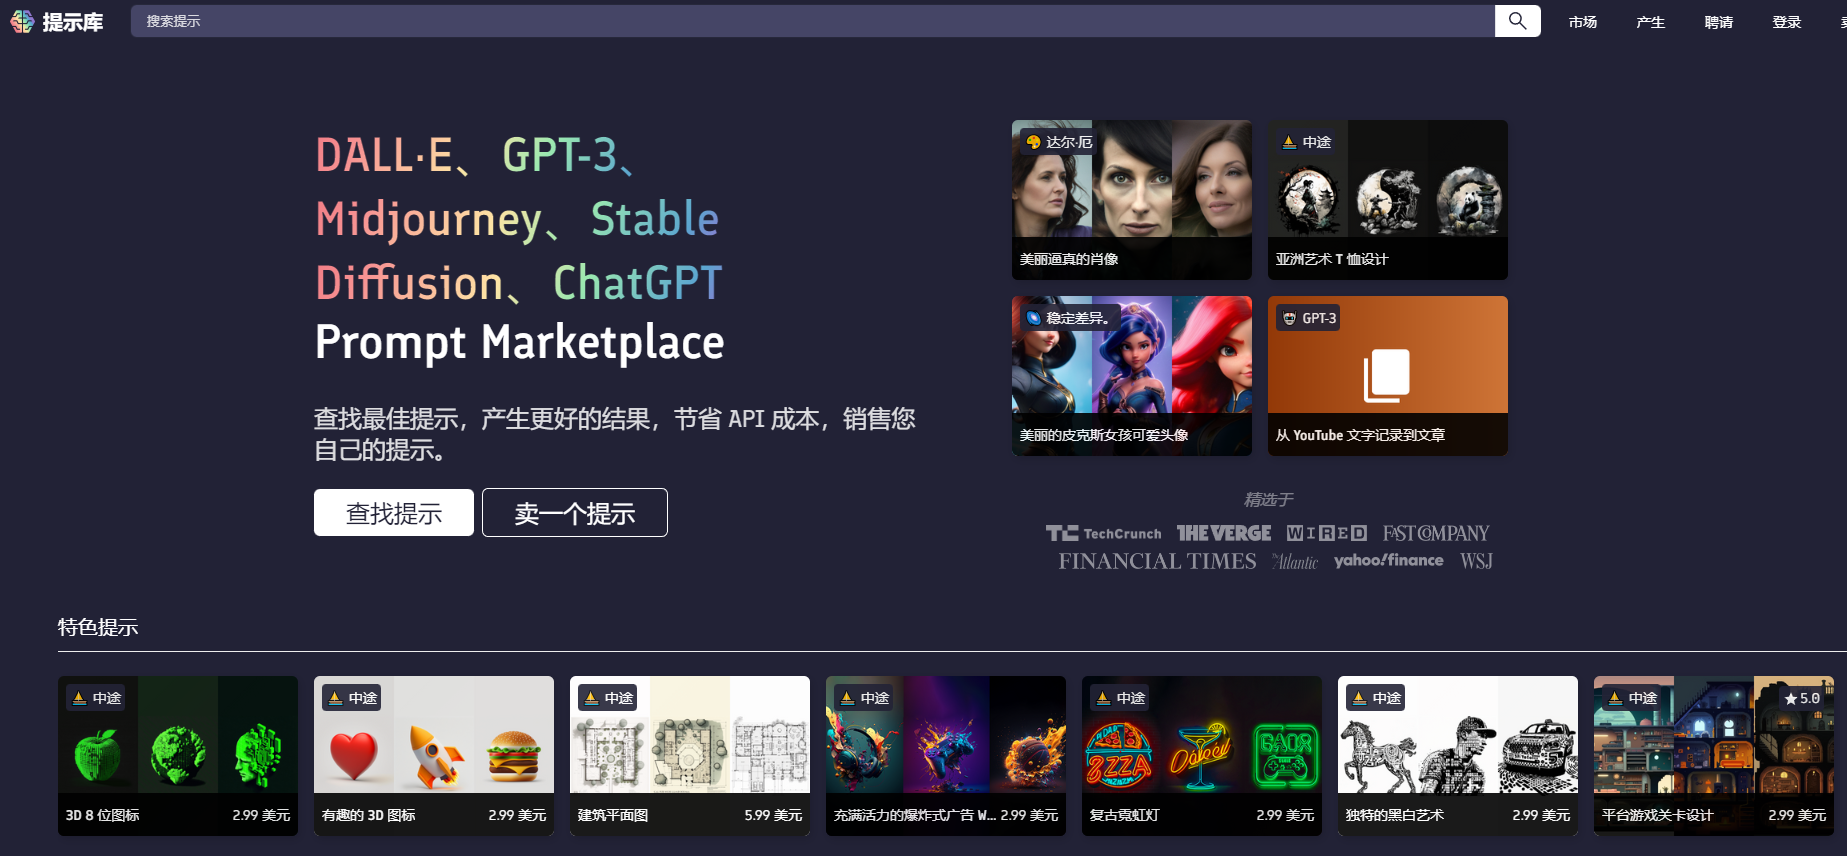 提示库
搜索提示
市场
产生
聘请
登录
DALL·E、GPT-3、
Midjourney、Stable
Diffusion、ChatGPT
Prompt Marketplace
查找最佳提示，产生更好的结果，节省 API 成本，销售您
自己的提示。
查找提示
卖一个提示
达尔·厄
美丽逼真的肖像
中途
亚洲艺术 T 恤设计
稳定差异。
美丽的皮克斯女孩可爱头像
GPT-3
从 YouTube 文字记录到文章
精选于
TC TechCrunch
THE VERGE
WIRED
FAST COMPANY
FINANCIAL TIMES
The Atlantic
yahoo!finance
WSJ
特色提示
中途
3D 8 位图标
2.99 美元
中途
有趣的 3D 图标
2.99 美元
中途
建筑平面图
5.99 美元
中途
充满活力的爆炸式广告 W...
2.99 美元
中途
复古霓虹灯
2.99 美元
中途
独特的黑白艺术
2.99 美元
中途
5.0
平台游戏关卡设计
2.99 美元